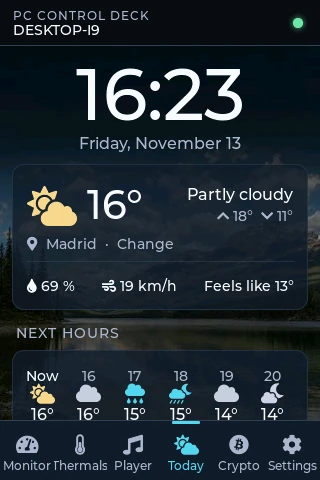 PC CONTROL DECK
DESKTOP-I9
16:23
Friday, November 13
16°
Partly cloudy
18° 11°
Madrid · Change
69 % 19 km/h Feels like 13°
NEXT HOURS
Now 16 17 18 19 20
16° 16° 15° 15° 14° 14°
Monitor Thermals Player Today Crypto Settings